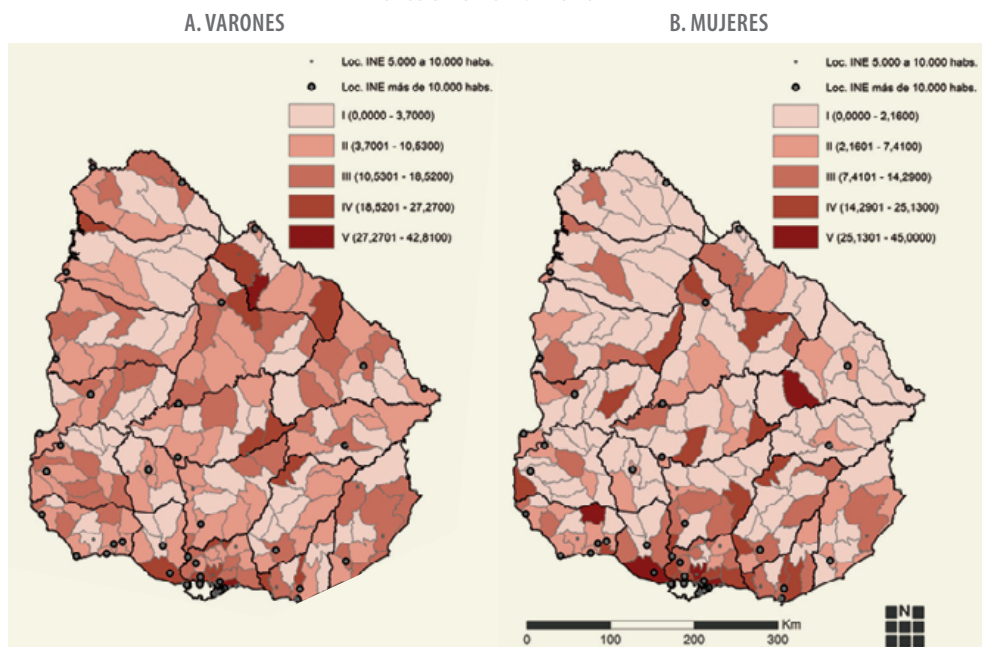 A. VARONES
Loc. INE 5.000 a 10.000 habs.
Loc. INE más de 10.000 habs.
I (0,0000 - 3,7000)
II (3,7001 - 10,5300)
III (10,5301 - 18,5200)
IV (18,5201 - 27,2700)
V (27,2701 - 42,8100)
B. MUJERES
Loc. INE 5.000 a 10.000 habs.
Loc. INE más de 10.000 habs.
I (0,0000 - 2,1600)
II (2,1601 - 7,4100)
III (7,4101 - 14,2900)
IV (14,2901 - 25,1300)
V (25,1301 - 45,0000)
Km
0 100 200 300
N